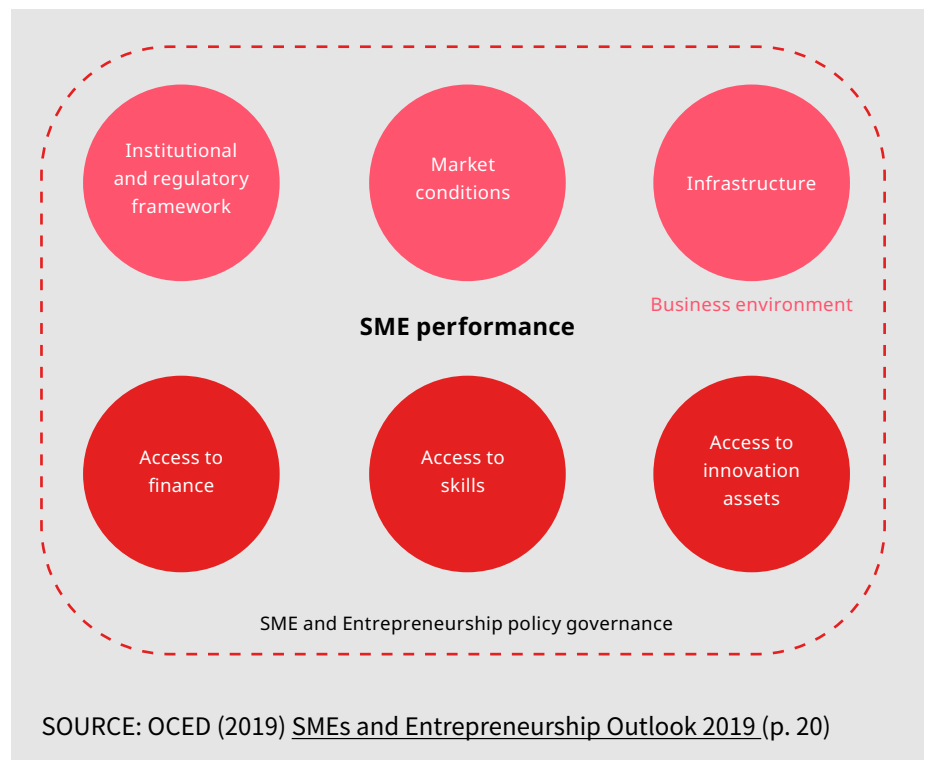 Institutional
and regulatory
framework
Market
conditions
Infrastructure
Business environment
SME performance
Access to
finance
Access to
skills
Access to
innovation
assets
SME and Entrepreneurship policy governance
SOURCE: OCED (2019) SMEs and Entrepreneurship Outlook 2019 (p. 20)